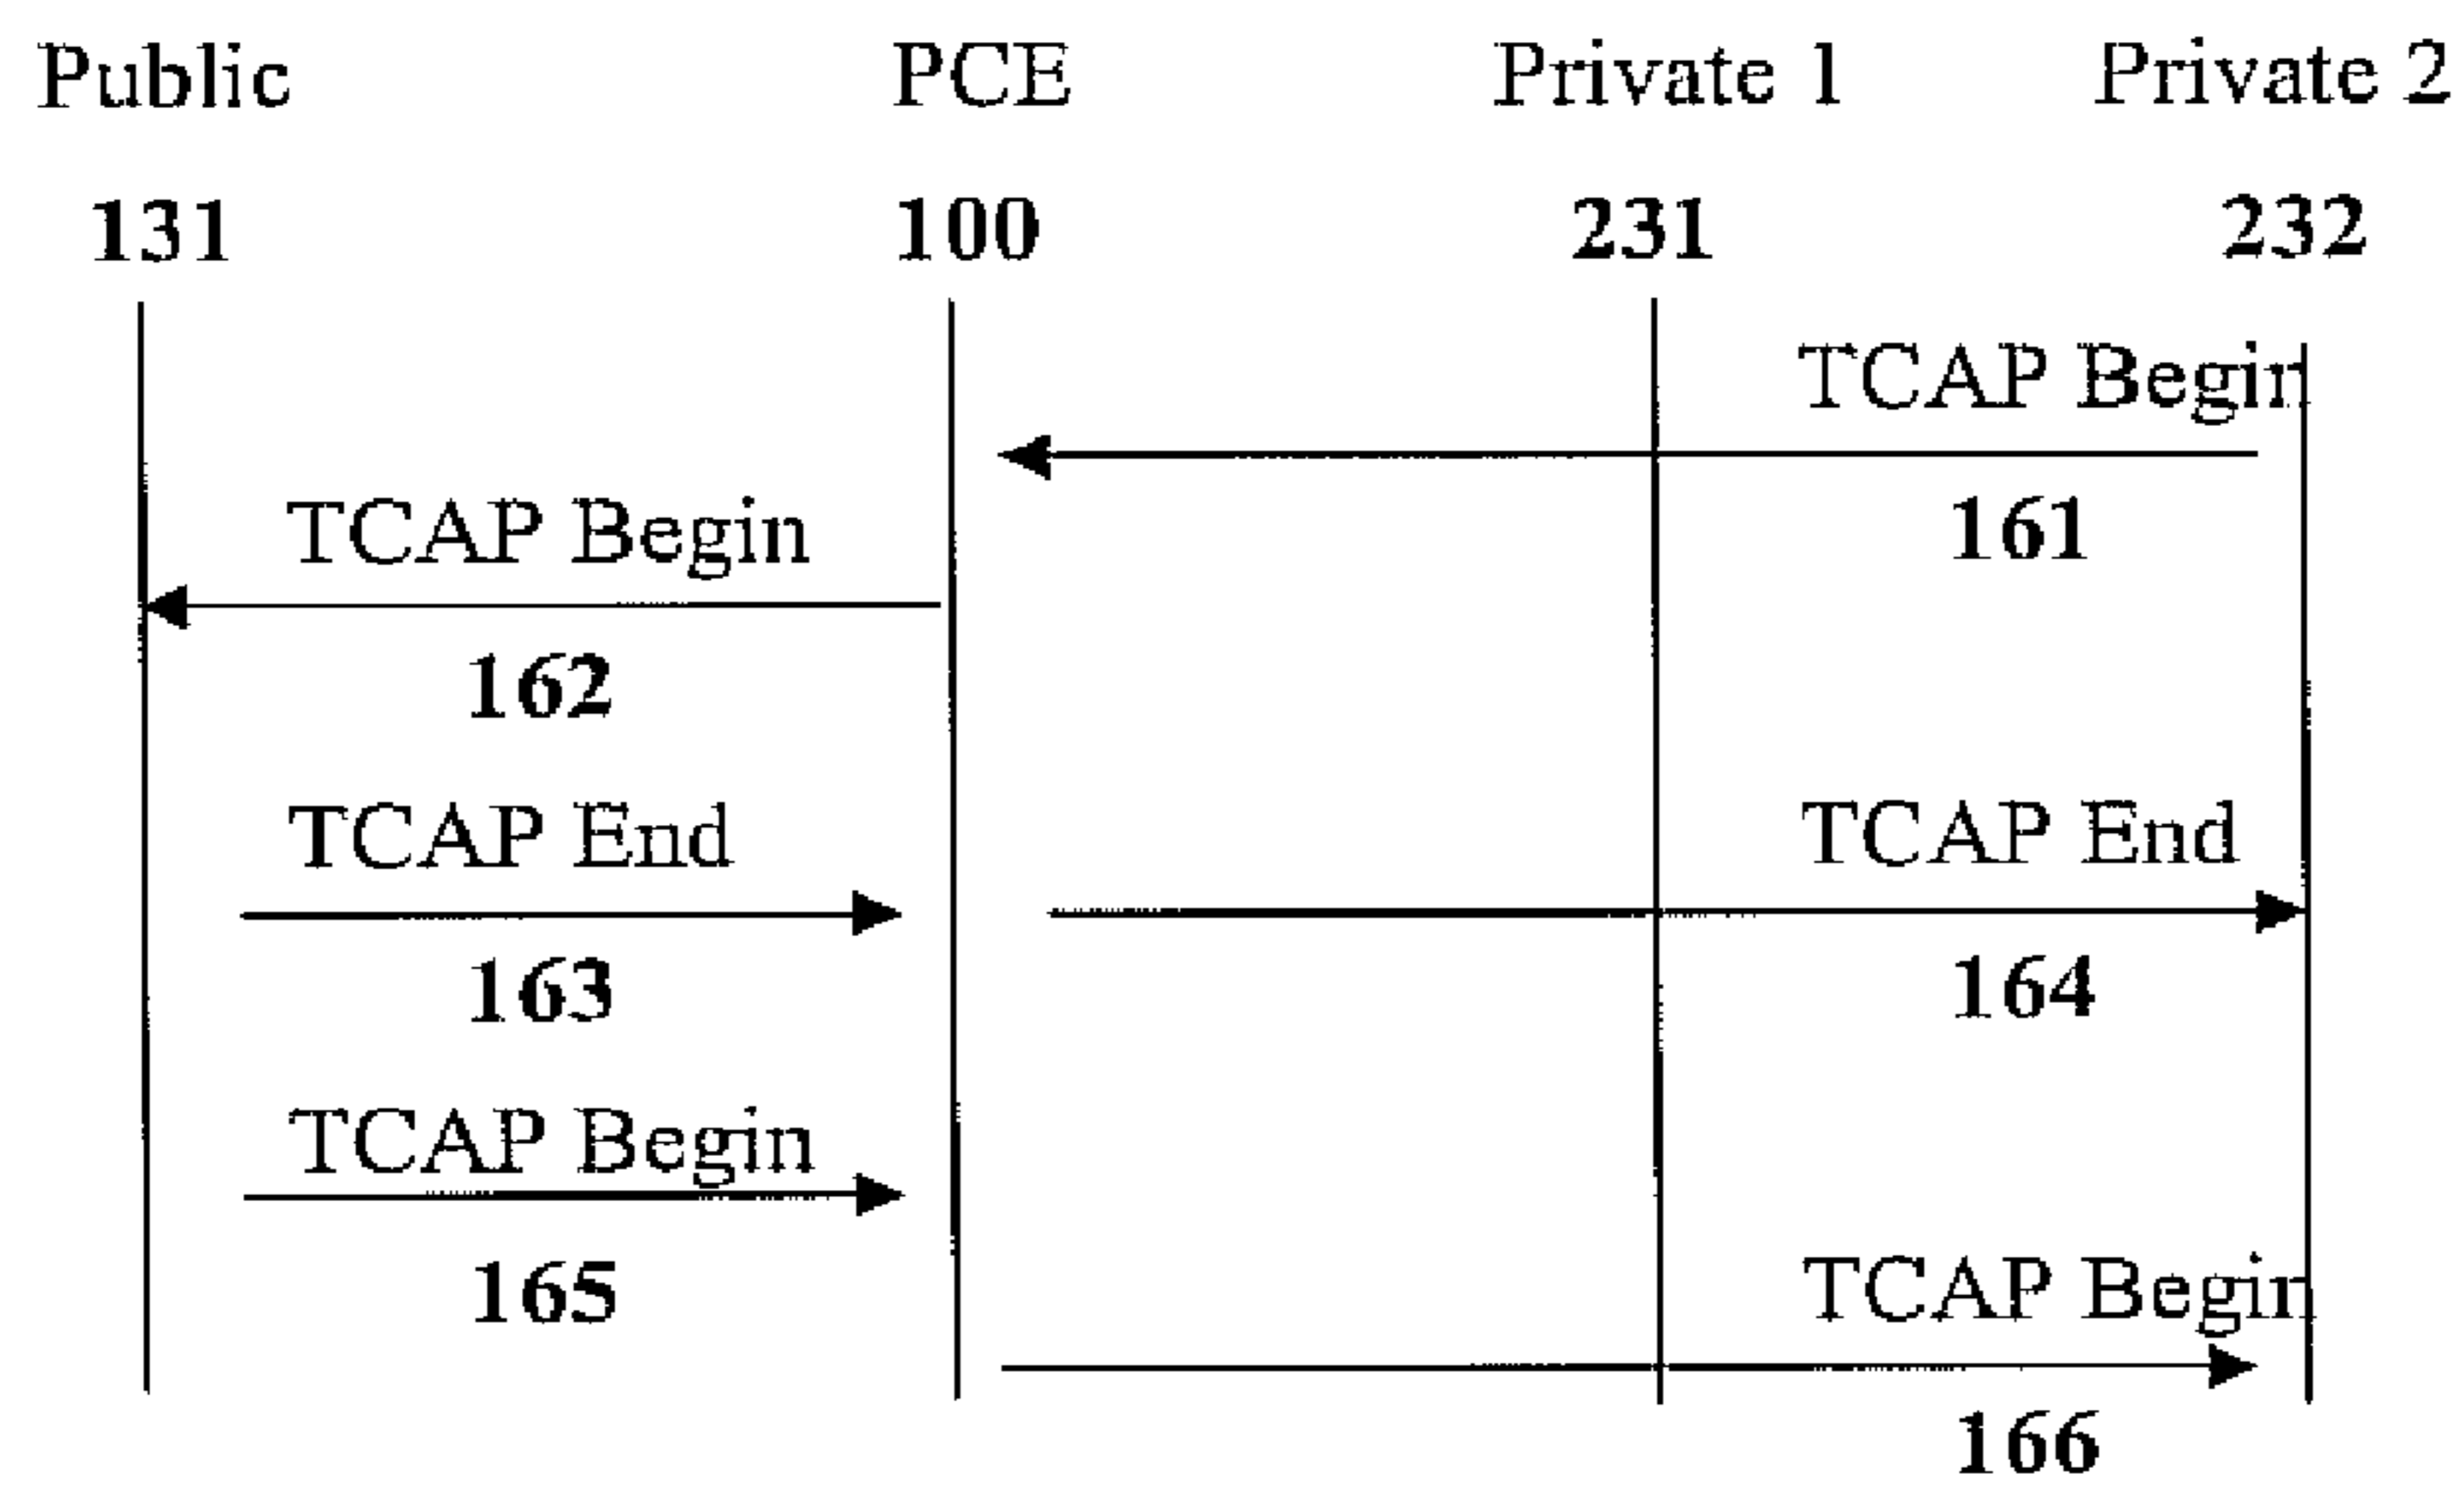 Public PCE Private 1 Private 2
131 100 231 232
TCAP Begin
161
TCAP Begin
162
TCAP End TCAP End
163 164
TCAP Begin
165
TCAP Begin
166